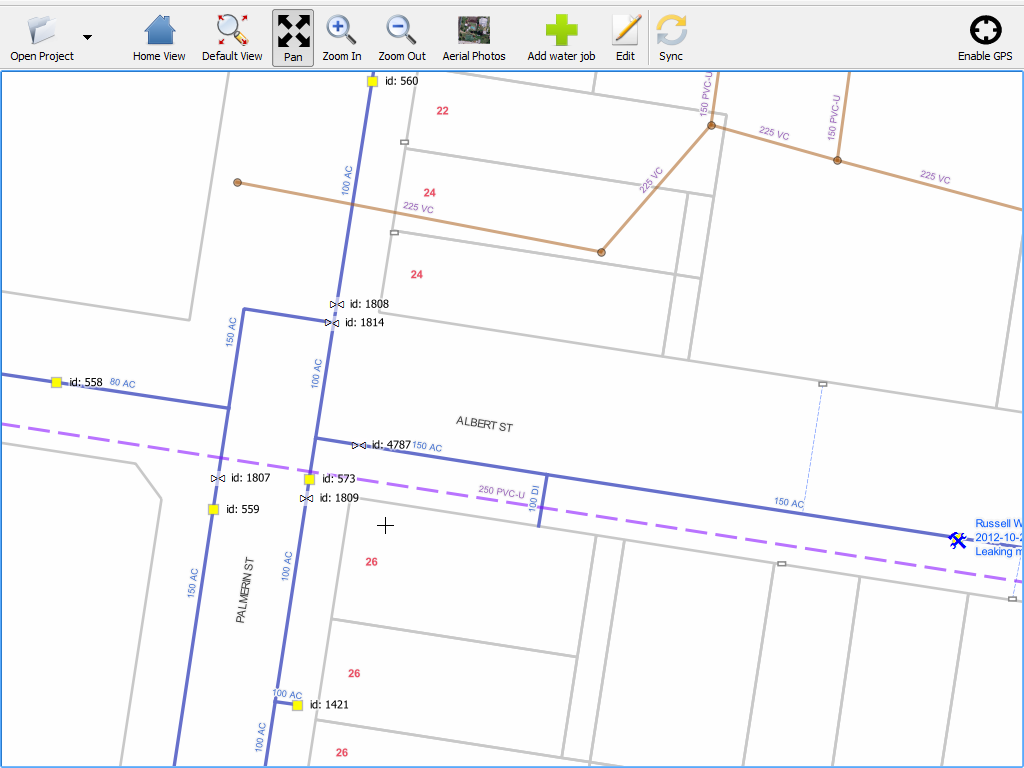 Open Project
Home View
Default View
Pan
Zoom In
Zoom Out
Aerial Photos
Add water job
Edit
Sync
Enable GPS
id: 560
22
150 PVC-U
150 PVC-U
225 VC
225 VC
100 AC
24
225 VC
225 VC
24
id: 1808
id: 1814
150 AC
100 AC
id: 558
80 AC
ALBERT ST
id: 4787
150 AC
id: 1807
id: 573
250 PVC-U
100 DI
150 AC
id: 1809
id: 559
Russell W
2012-10-2
Leaking m
26
100 AC
150 AC
PALMERIN ST
26
100 AC
id: 1421
100 AC
26